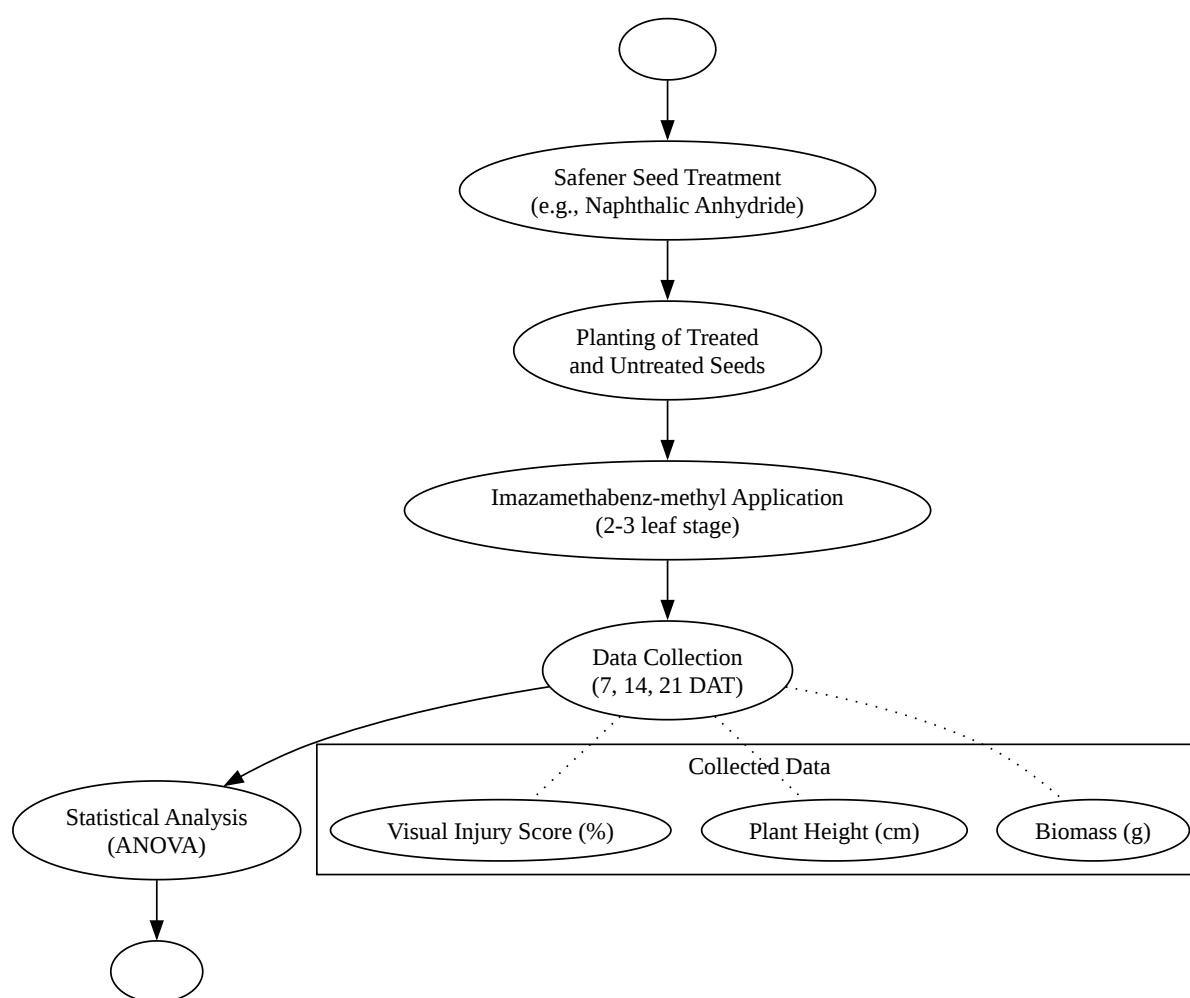 Safener Seed Treatment
(e.g., Naphthalic Anhydride)
Planting of Treated
and Untreated Seeds
Imazamethabenz-methyl Application
(2-3 leaf stage)
Data Collection
(7, 14, 21 DAT)
Collected Data
Statistical Analysis
(ANOVA)
Visual Injury Score (%)
Plant Height (cm)
Biomass (g)